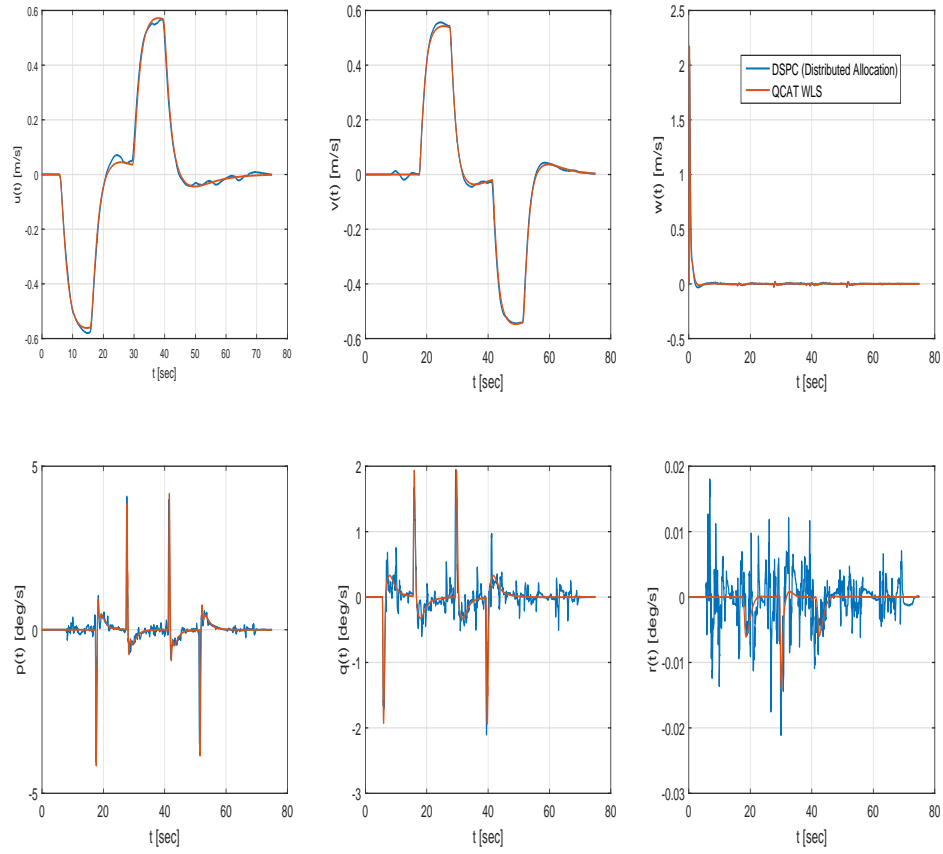 0.6
0.4
0.2
0
-0.2
-0.4
-0.6
u(t) [m/s]
0 10 20 30 40 50 60 70 80
t [sec]
0.6
0.4
0.2
0
-0.2
-0.4
-0.6
v(t) [m/s]
0 20 40 60 80
t [sec]
2.5
2
1.5
1
0.5
0
-0.5
w(t) [m/s]
DSPC (Distributed Allocation)
QCAT WLS
0 20 40 60 80
t [sec]
5
0
-5
p(t) [deg/s]
0 20 40 60 80
t [sec]
2
1
0
-1
-2
-3
q(t) [deg/s]
0 20 40 60 80
t [sec]
0.02
0.01
0
-0.01
-0.02
-0.03
r(t) [deg/s]
0 20 40 60 80
t [sec]